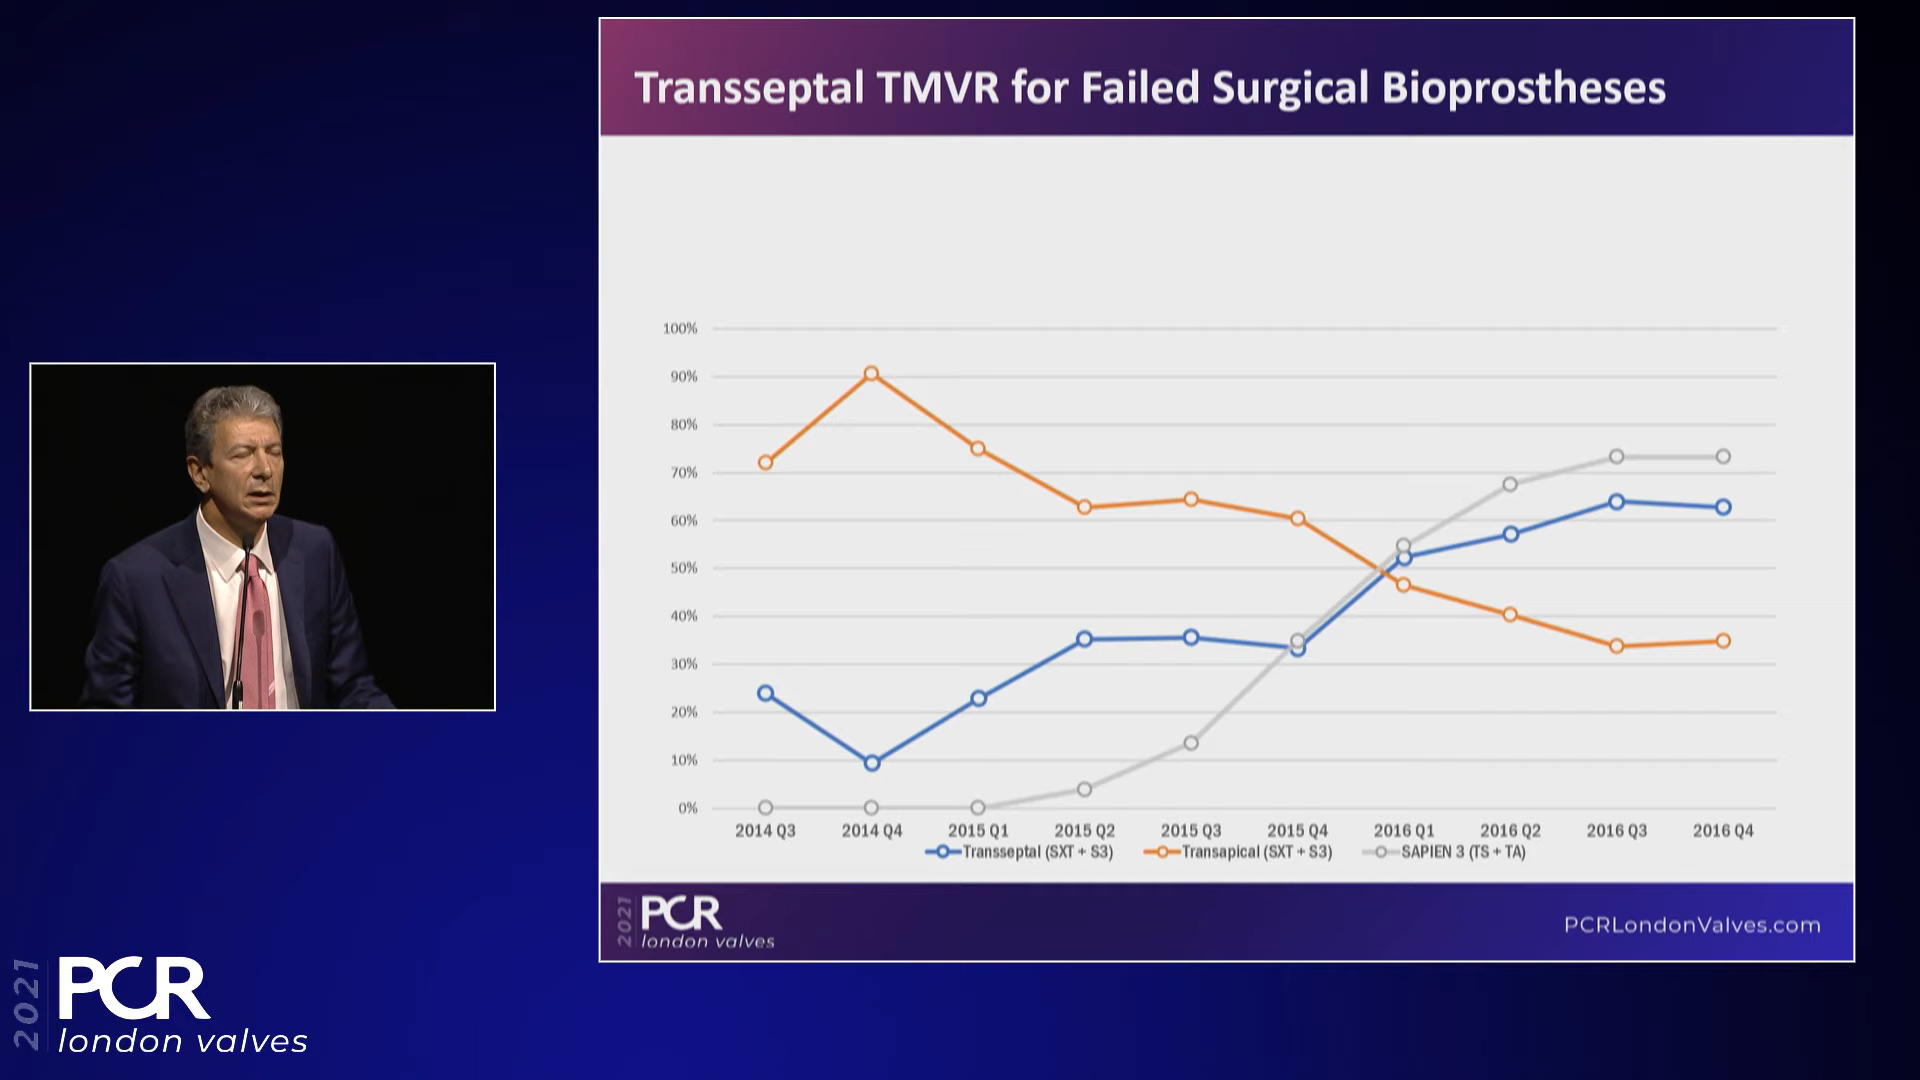 Transseptal TMVR for Failed Surgical Bioprostheses
100%
90%
80%
70%
60%
50%
40%
30%
20%
10%
0%
2014 Q3 2014 Q4 2015 Q1 2015 Q2 2015 Q3 2015 Q4 2016 Q1 2016 Q2 2016 Q3 2016 Q4
Transseptal (SXT + S3) Transapical (SXT + S3) SAPIEN 3 (TS + TA)
2021
PCR
london valves
PCRLondonValves.com
2021
PCR
london valves